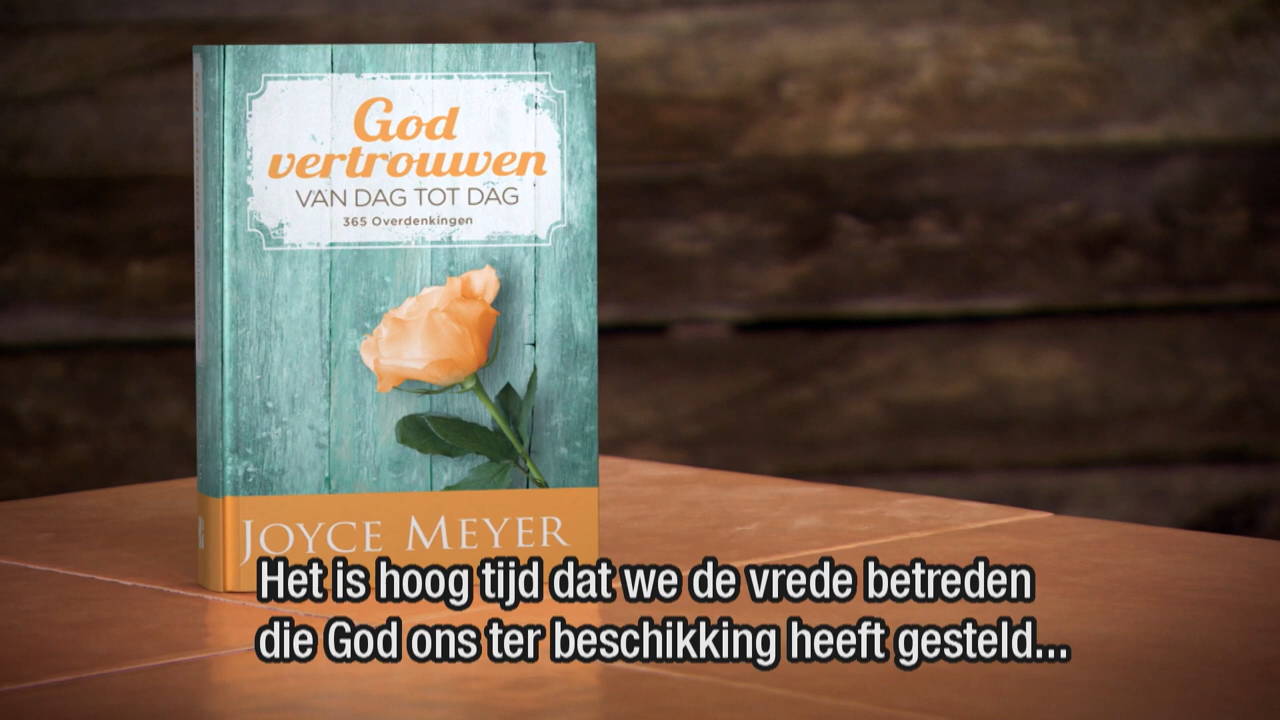 God
vertrouwen
VAN DAG TOT DAG
365 Overdenkingen
JOYCE MEYER
Het is hoog tijd dat we de vrede betreden
die God ons ter beschikking heeft gesteld...